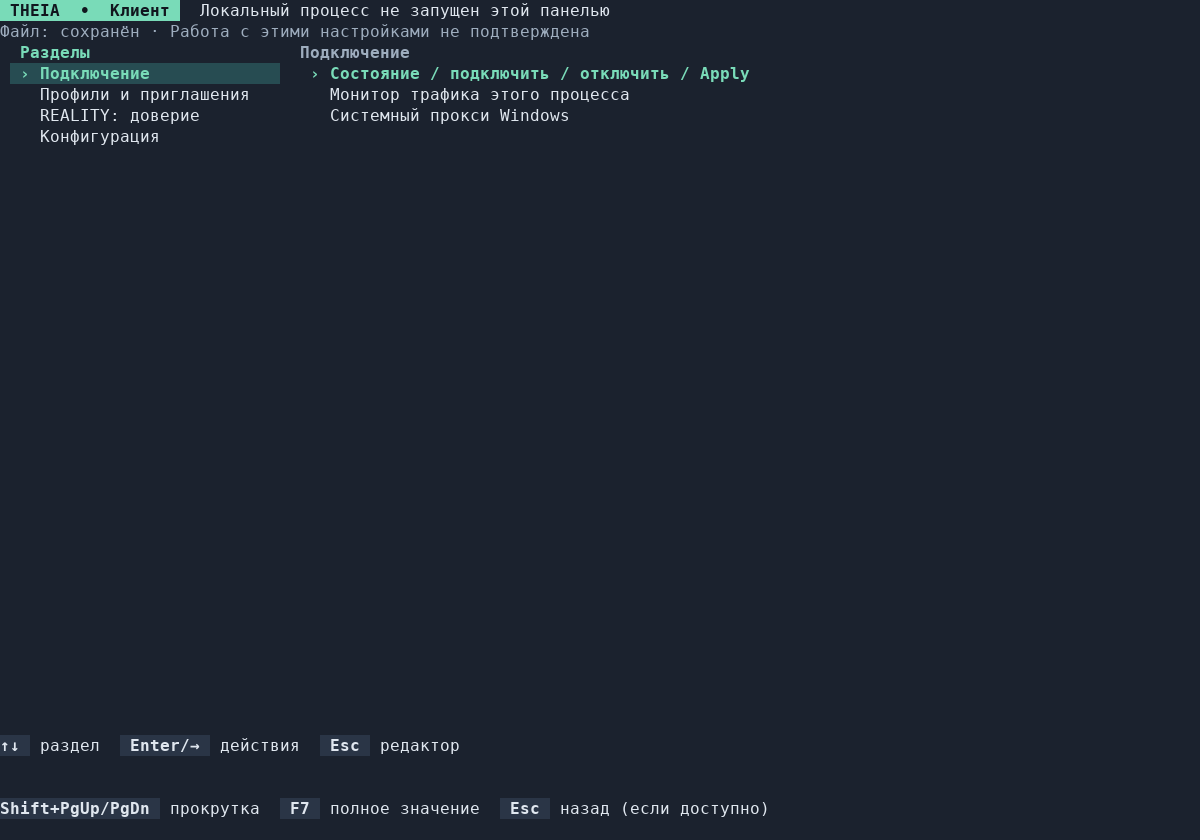 THEIA • Клиент Локальный процесс не запущен этой панелью
Файл: сохранён · Работа с этими настройками не подтверждена
Разделы Подключение
› Подключение › Состояние / подключить / отключить / Apply
Профили и приглашения Монитор трафика этого процесса
REALITY: доверие Системный прокси Windows
Конфигурация
↑↓ раздел Enter/→ действия Esc редактор
Shift+PgUp/PgDn прокрутка F7 полное значение Esc назад (если доступно)